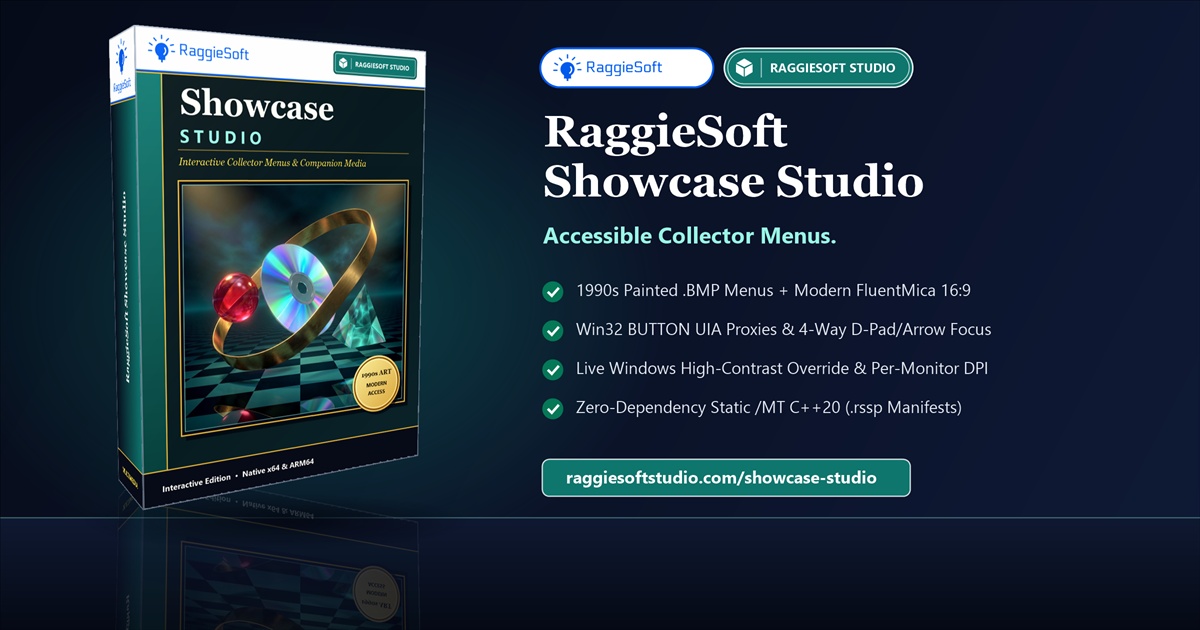 RaggieSoft
RAGGIESOFT STUDIO
Showcase
STUDIO
Interactive Collector Menus & Companion Media
1990s ART
MODERN
ACCESS
Interactive Edition • Native x64 & ARM64
RaggieSoft
RaggieSoft Showcase Studio
RaggieSoft
RAGGIESOFT STUDIO
RaggieSoft
Showcase Studio
Accessible Collector Menus.
1990s Painted .BMP Menus + Modern FluentMica 16:9
Win32 BUTTON UIA Proxies & 4-Way D-Pad/Arrow Focus
Live Windows High-Contrast Override & Per-Monitor DPI
Zero-Dependency Static /MT C++20 (.rssp Manifests)
raggiesoftstudio.com/showcase-studio